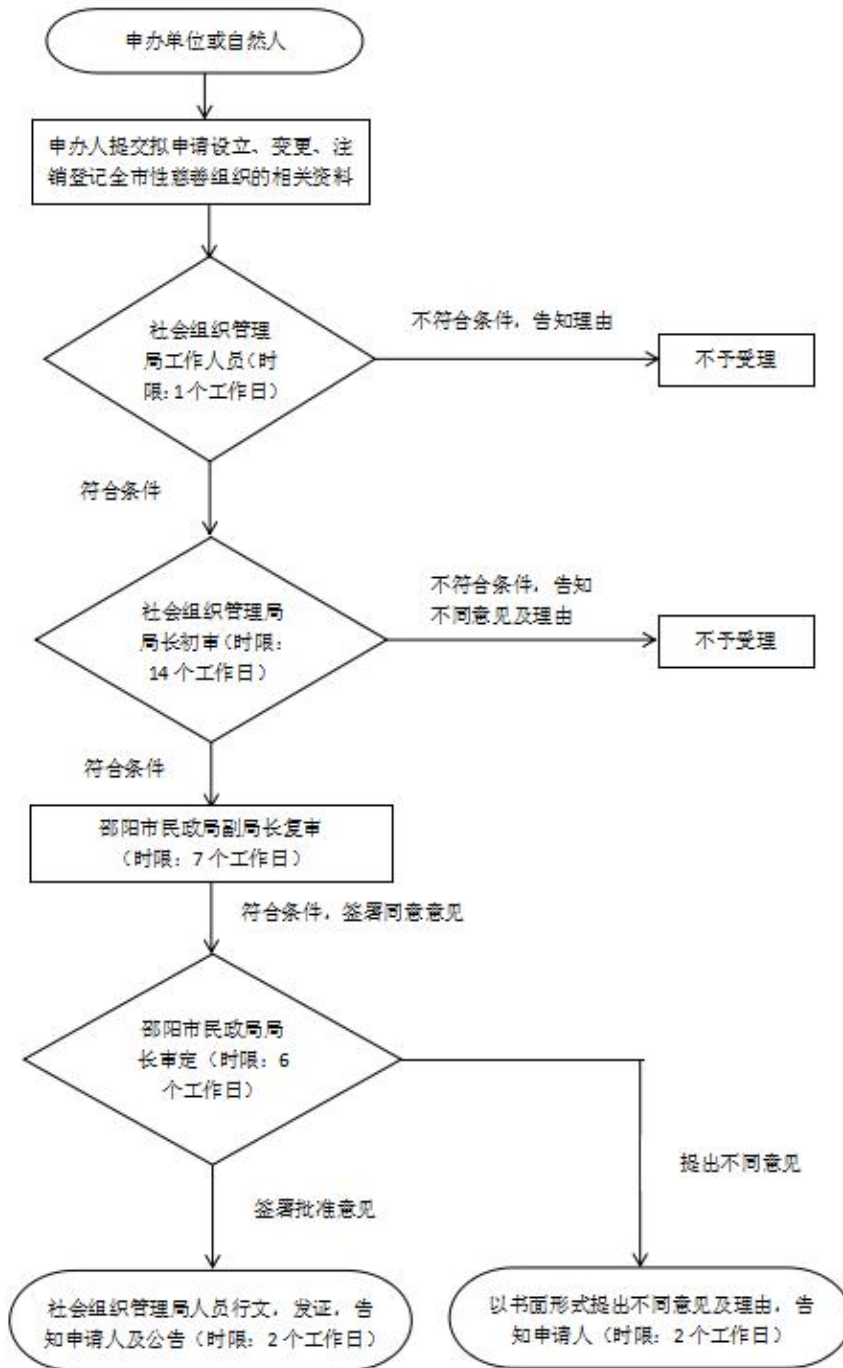 申办单位或自然人
申办人提交拟申请设立、变更、注
销登记全市性慈善组织的相关资料
社会组织管理
局工作人员（时
限：1个工作日）
不符合条件，告知理由
不予受理
符合条件
社会组织管理局
局长初审（时限：
14个工作日）
不符合条件，告知
不同意见及理由
不予受理
符合条件
邵阳市民政局副局长复审
（时限：7个工作日）
符合条件，签署同意意见
邵阳市民政局局
长审定（时限：6
个工作日）
提出不同意见
签署批准意见
社会组织管理局人员行文，发证，告
知申请人及公告（时限：2个工作日）
以书面形式提出不同意见及理由，告
知申请人（时限：2个工作日）